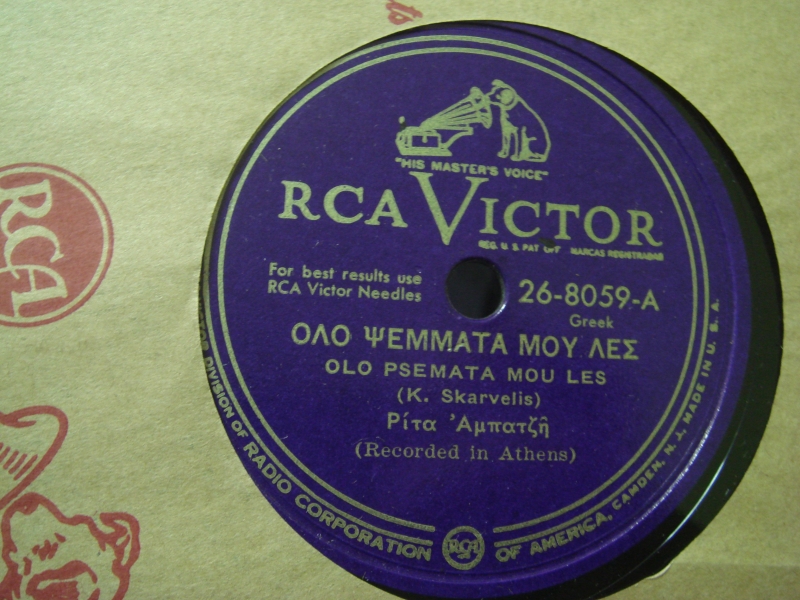 ts
"HIS MASTER'S VOICE"
RCA VICTOR
REG. U. S. PAT. OFF. MARCAS REGISTRADAS
For best results use
RCA Victor Needles
26-8059-A
Greek
ΟΛΟ ΨΕΜΜΑΤΑ ΜΟΥ ΛΕΣ
OLO PSEMATA MOU LES
(K. Skarvelis)
Ρίτα Ἀμπατζῆ
(Recorded in Athens)
DIVISION OF RADIO CORPORATION RCA OF AMERICA, CAMDEN, N. J. MADE IN U. S. A.
RCA